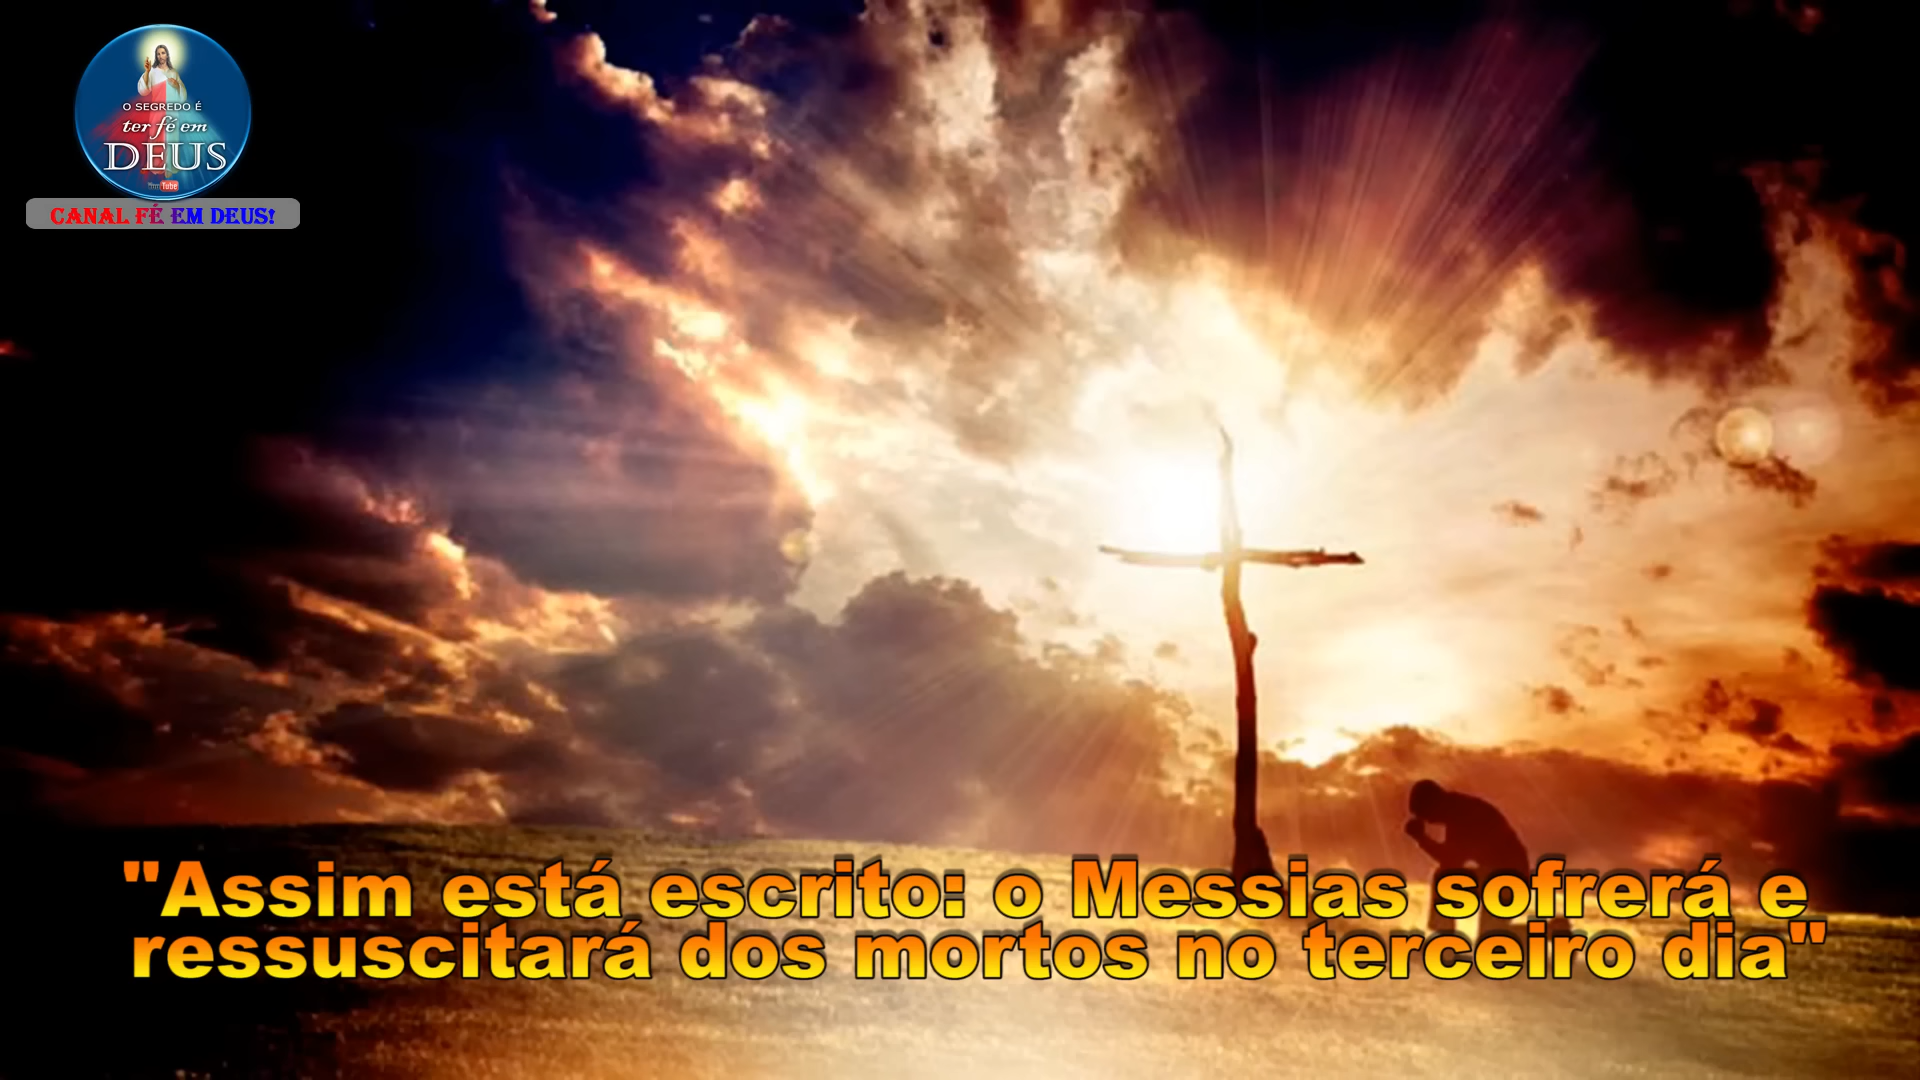 O SEGREDO É
ter fé em
DEUS
YouTube
CANAL FÉ EM DEUS!
"Assim está escrito: o Messias sofrerá e
ressuscitará dos mortos no terceiro dia"